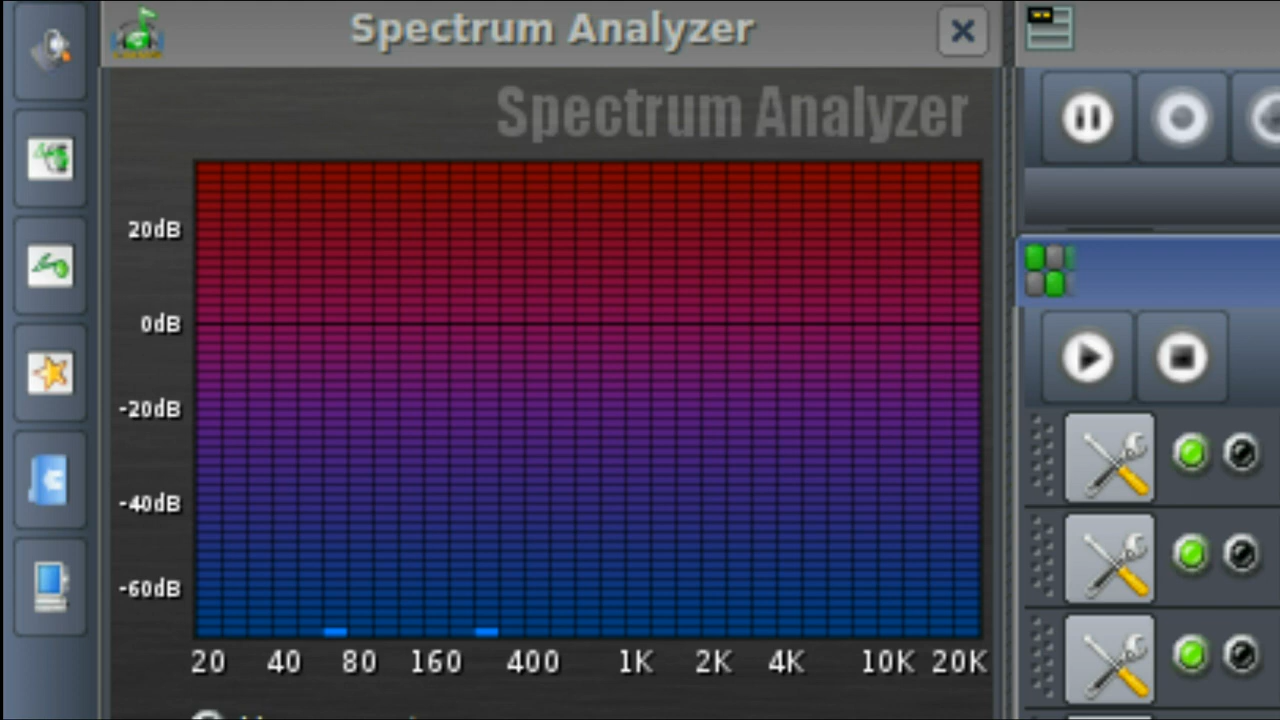 Spectrum Analyzer
Spectrum Analyzer
20dB
0dB
-20dB
-40dB
-60dB
20 40 80 160 400 1K 2K 4K 10K 20K